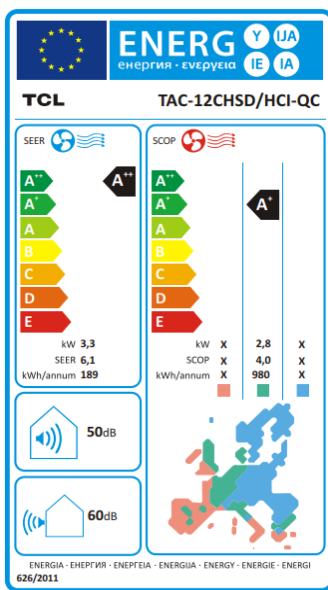 ENERG
Y IJA
енергия · ενεργεια
IE IA
TCL
TAC-12CHSD/HCI-QC
SEER
A++
A++
A+
A
B
C
D
E
kW 3,3
SEER 6,1
kWh/annum 189
SCOP
A++
A+
A+
A
B
C
D
E
kW X 2,8 X
SCOP X 4,0 X
kWh/annum X 980 X
50dB
60dB
ENERGIA · ЕНЕРГИЯ · ΕΝΕΡΓΕΙΑ · ENERGIJA · ENERGY · ENERGIE · ENERGI
626/2011